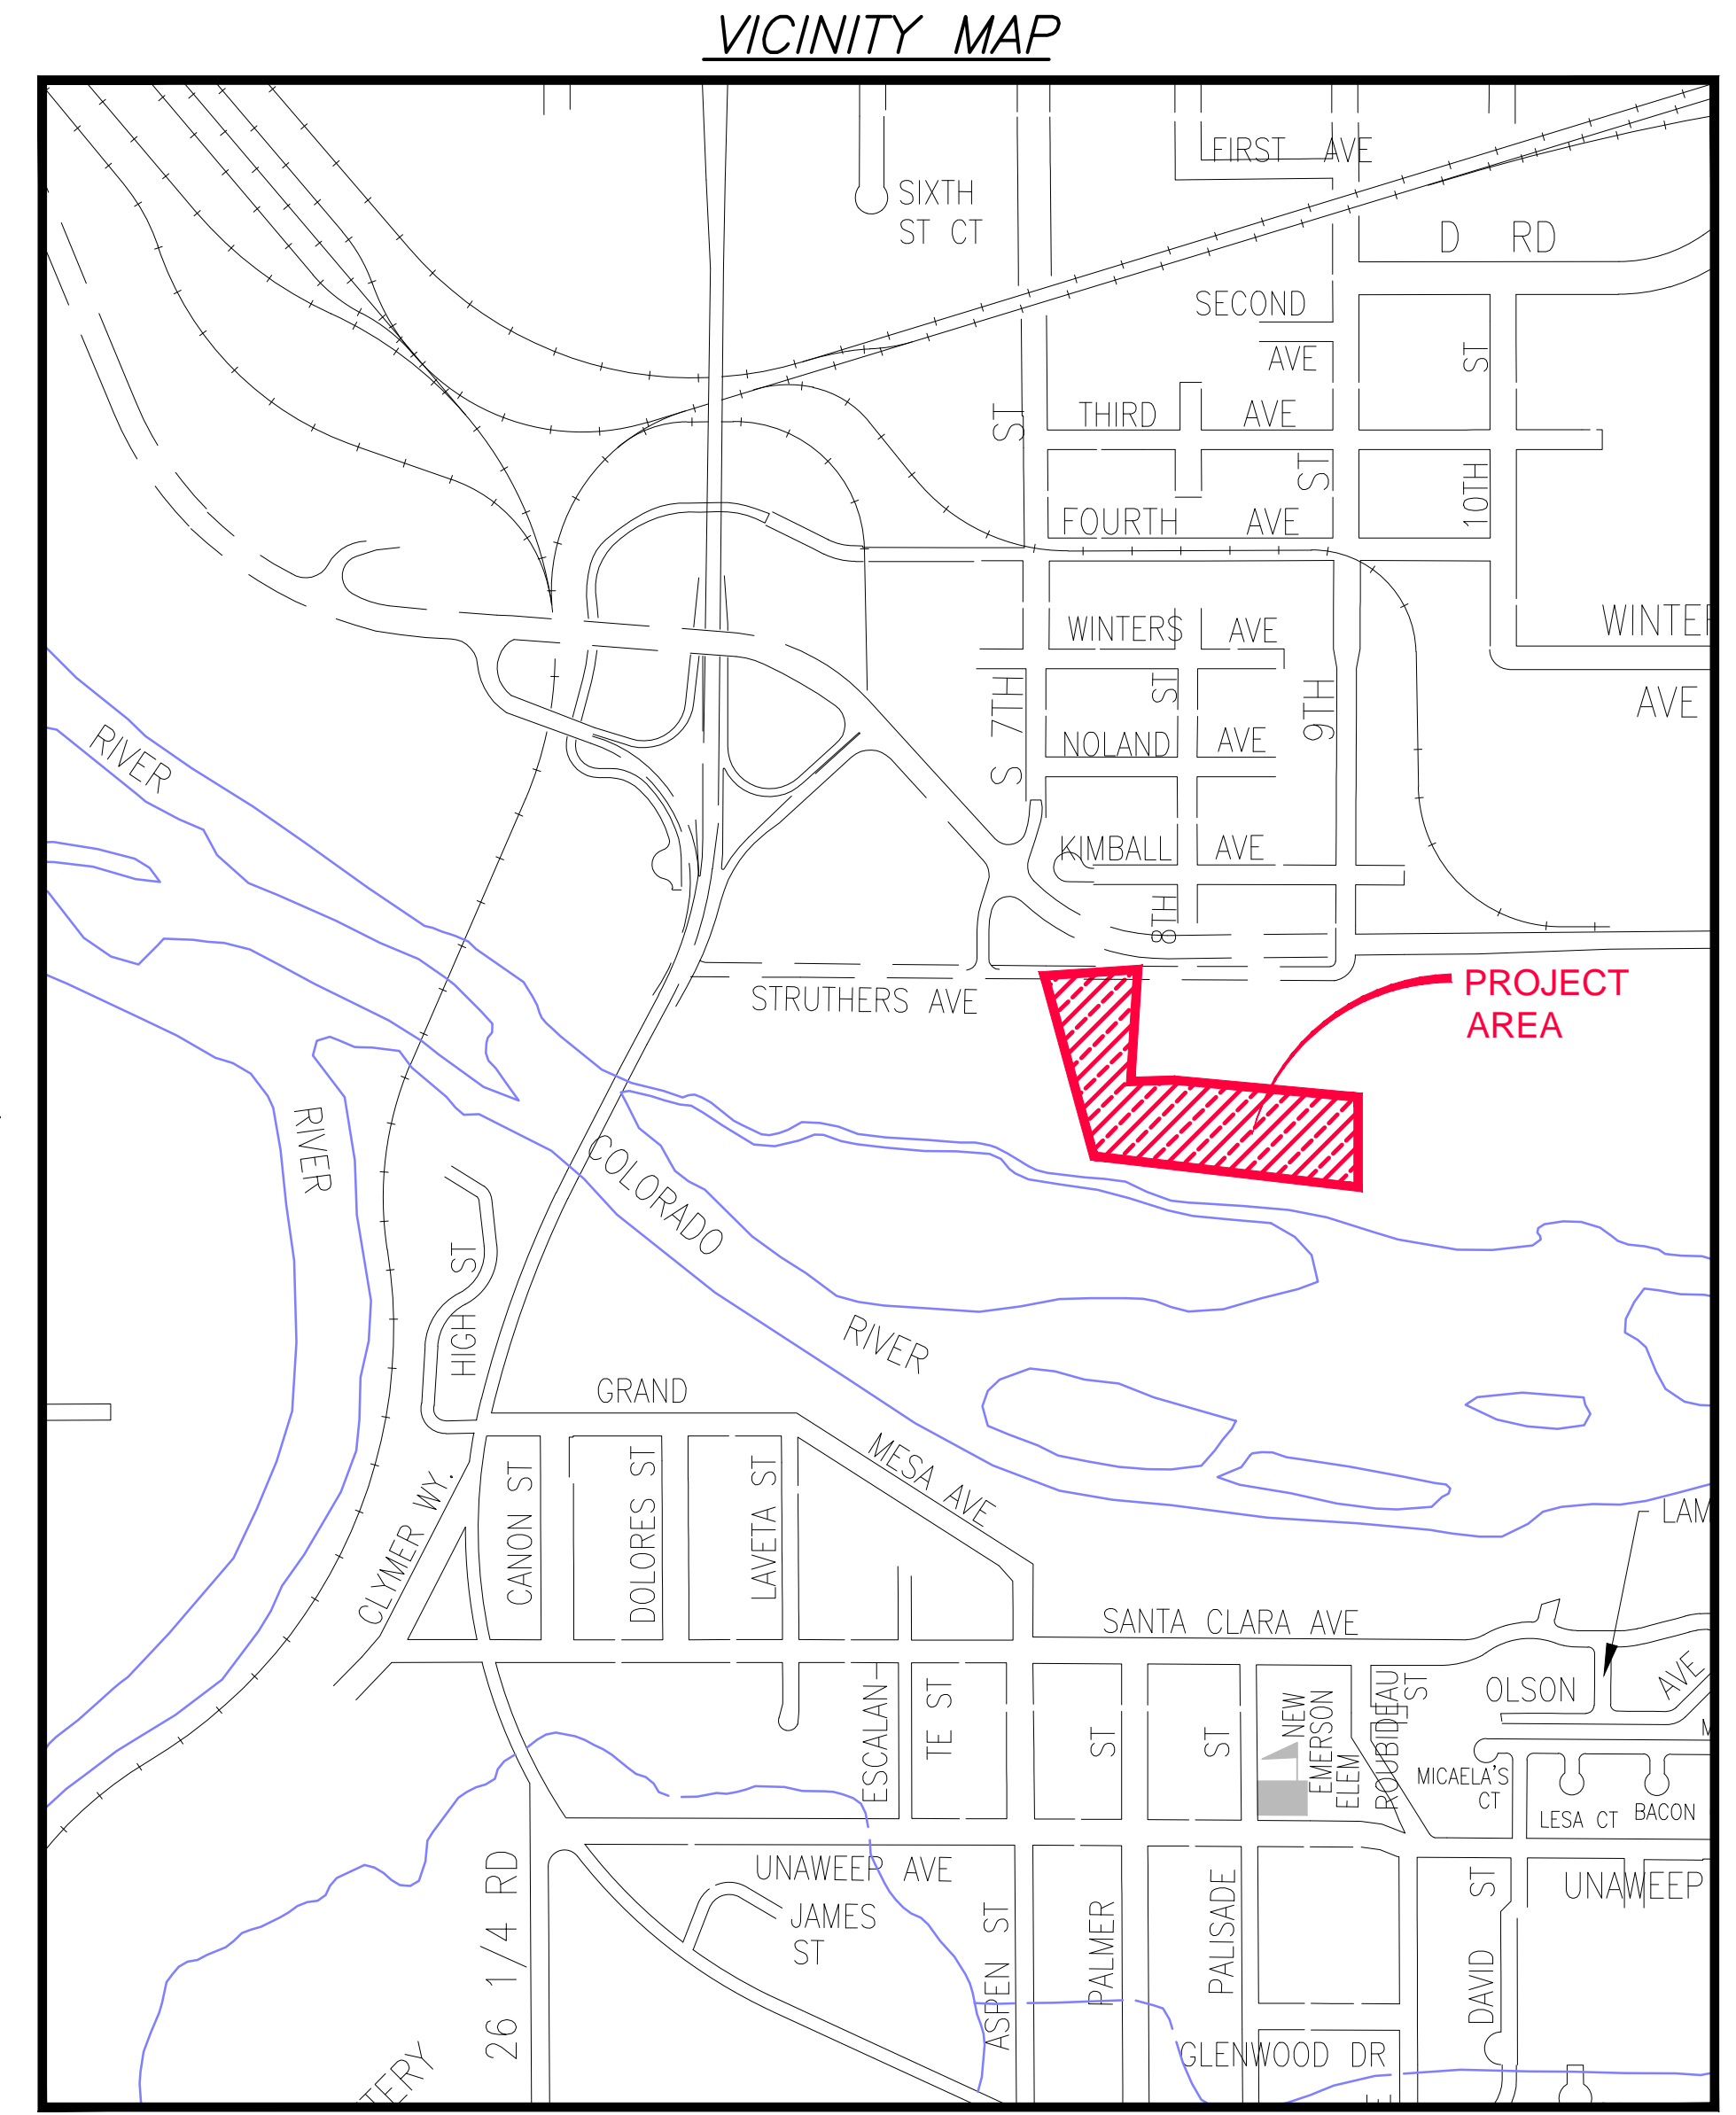 VICINITY MAP
FIRST AVE
SIXTH
ST CT
D RD
SECOND
AVE
ST
THIRD AVE
ST
ST
10TH
FOURTH AVE
WINTERS AVE
WINTER
AVE
S 7TH
ST
9TH
NOLAND AVE
RIVER
KIMBALL AVE
8TH
STRUTHERS AVE
PROJECT
AREA
RIVER
COLORADO
RIVER
HIGH ST
GRAND
MESA AVE
CLYMER WY.
CANON ST
DOLORES ST
LAVETA ST
LAM
SANTA CLARA AVE
ESCALAN-
TE ST
ST
ST
NEW
EMERSON
ELEM
ROUBIDEAU
ST
OLSON
AVE
M
MICAELA'S
CT
LESA CT
BACON
UNAWEEP AVE
UNAWEEP
JAMES
ST
26 1/4 RD
ASPEN ST
PALMER
PALISADE
DAVID ST
GLENWOOD DR
TERY